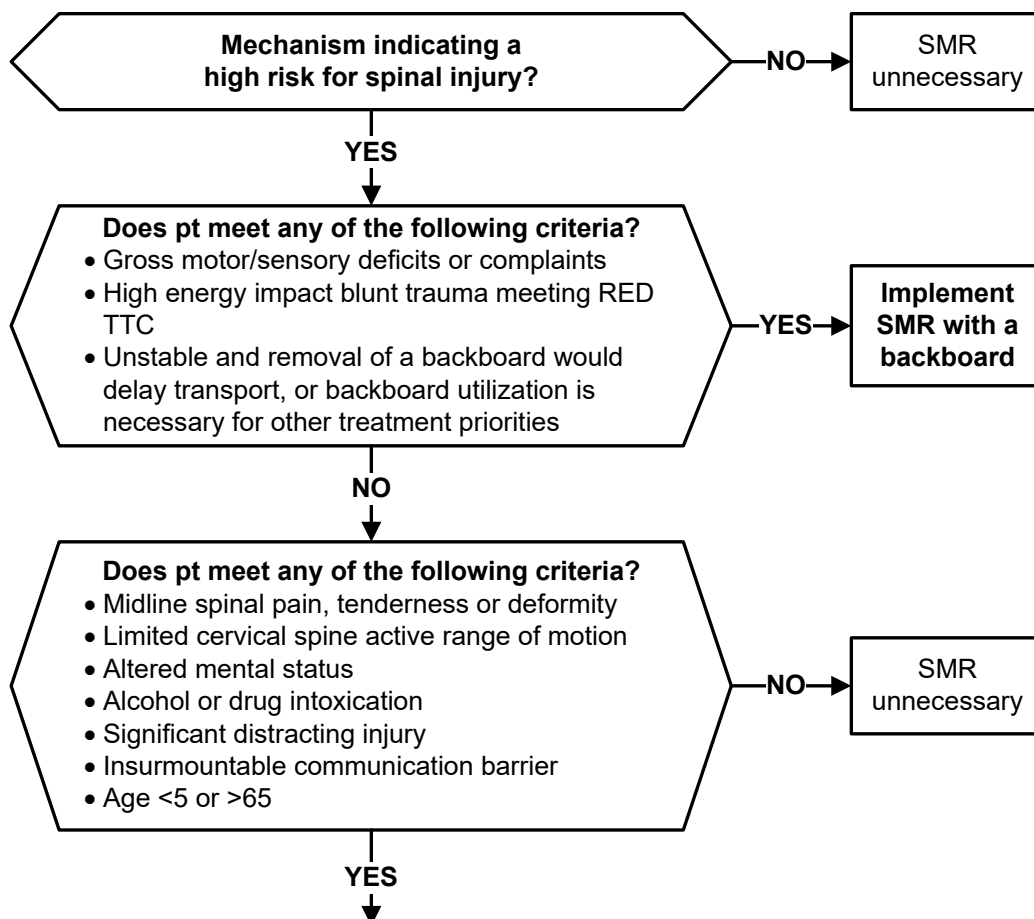 Mechanism indicating a
high risk for spinal injury?
NO
SMR
unnecessary
YES
Does pt meet any of the following criteria?
• Gross motor/sensory deficits or complaints
• High energy impact blunt trauma meeting RED
TTC
• Unstable and removal of a backboard would
delay transport, or backboard utilization is
necessary for other treatment priorities
YES
Implement
SMR with a
backboard
NO
Does pt meet any of the following criteria?
• Midline spinal pain, tenderness or deformity
• Limited cervical spine active range of motion
• Altered mental status
• Alcohol or drug intoxication
• Significant distracting injury
• Insurmountable communication barrier
• Age <5 or >65
NO
SMR
unnecessary
YES